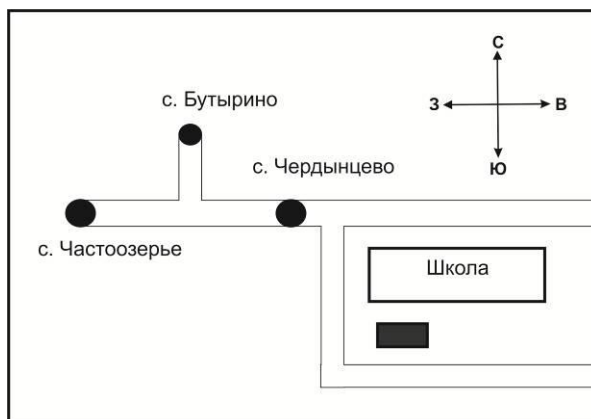 С
З
В
Ю
с. Бутырино
с. Чердынцево
с. Частоозерье
Школа